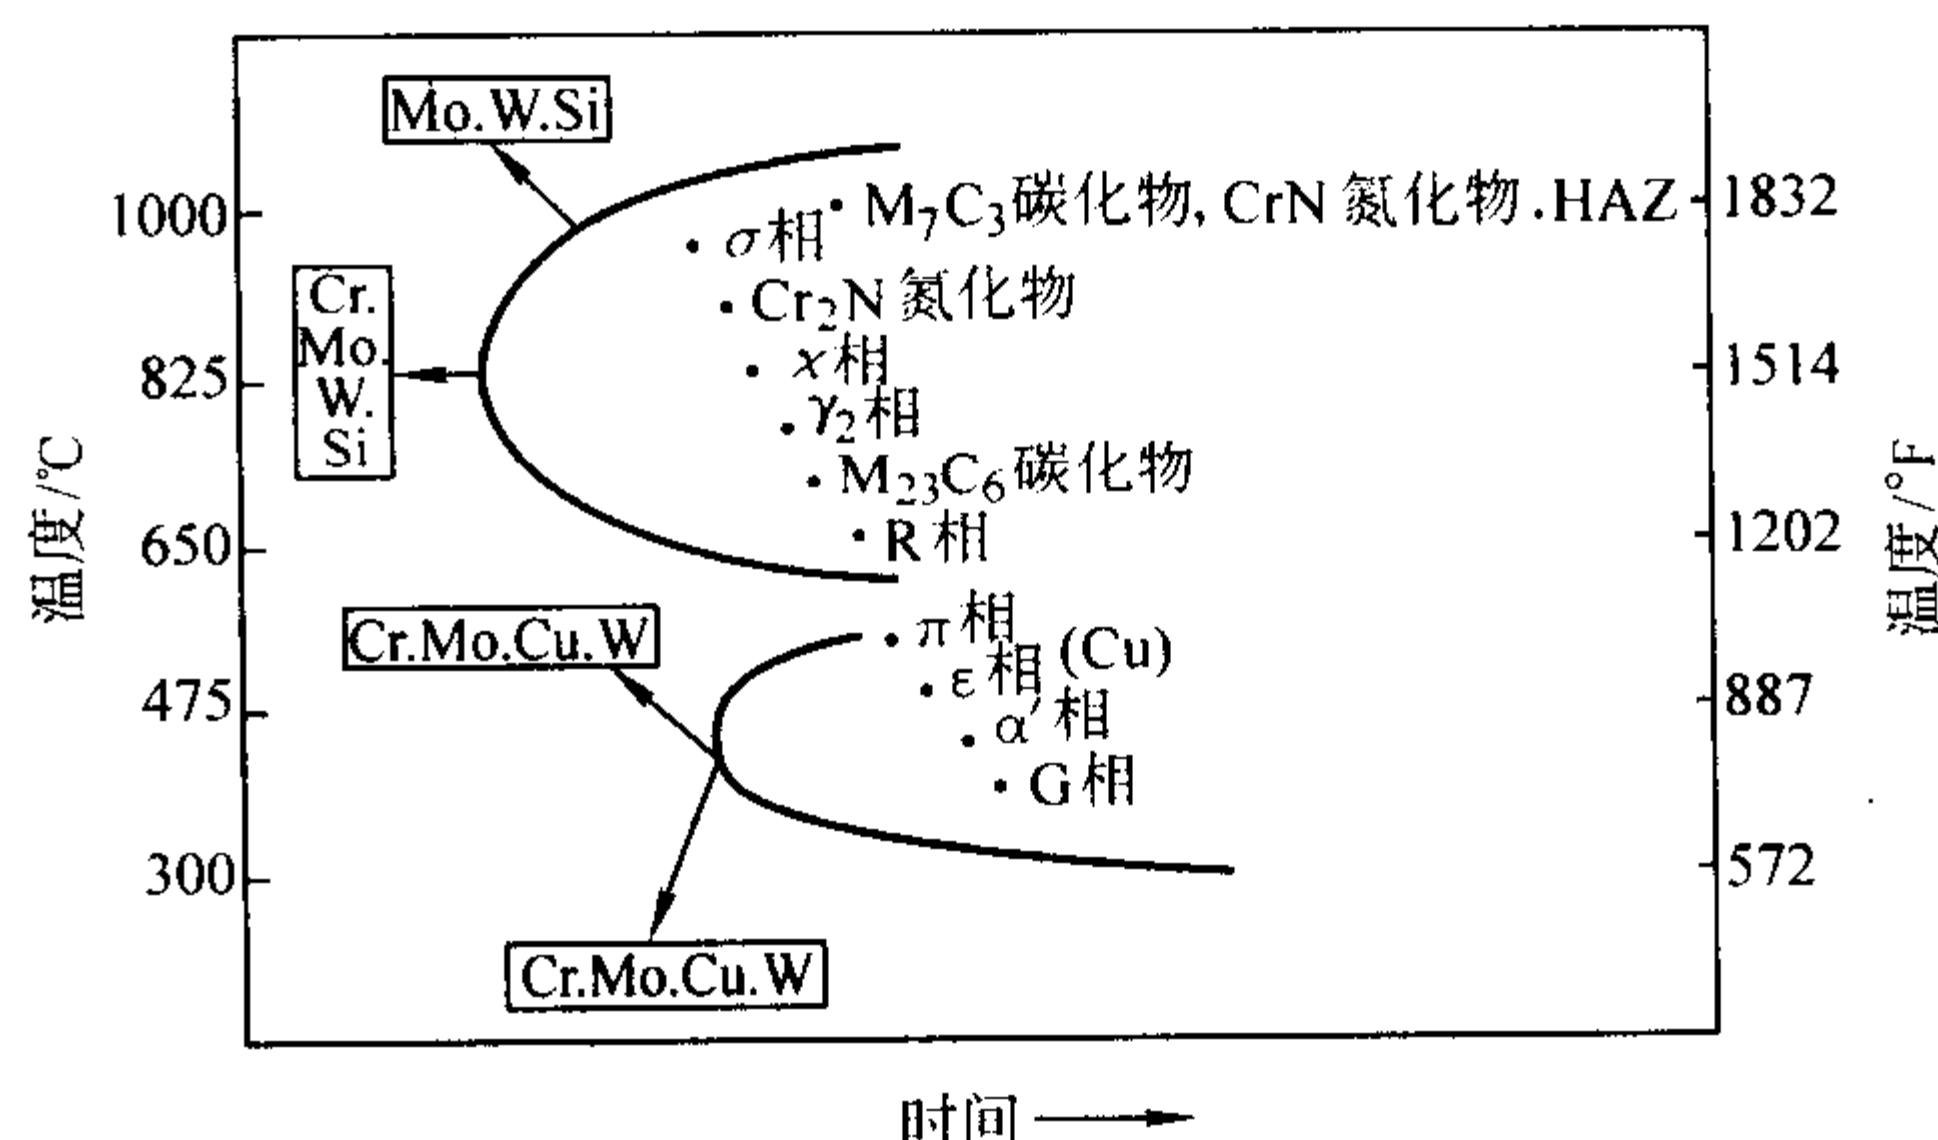 Mo.W.Si
1000
M₇C₃碳化物, CrN 氮化物.HAZ
1832
σ相
Cr.
Mo.
W.
Si
Cr₂N 氮化物
825
χ相
1514
γ₂相
M₂₃C₆碳化物
温度/°C
650
R 相
1202
温度/°F
Cr.Mo.Cu.W
π相
ε相 (Cu)
475
α′相
887
G相
300
572
Cr.Mo.Cu.W
时间